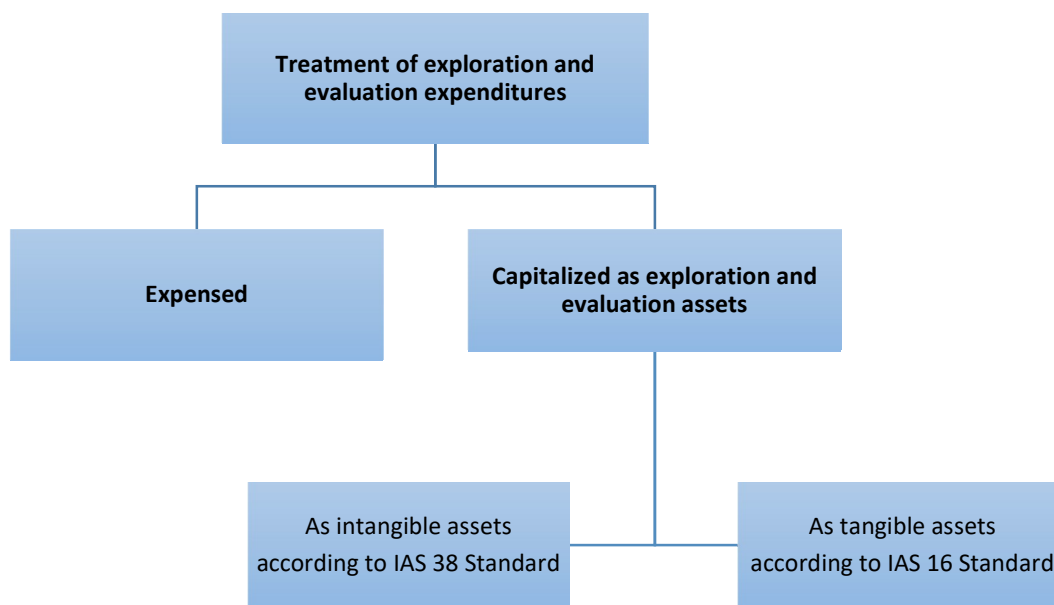 Treatment of exploration and
evaluation expenditures
Expensed
Capitalized as exploration and
evaluation assets
As intangible assets
according to IAS 38 Standard
As tangible assets
according to IAS 16 Standard